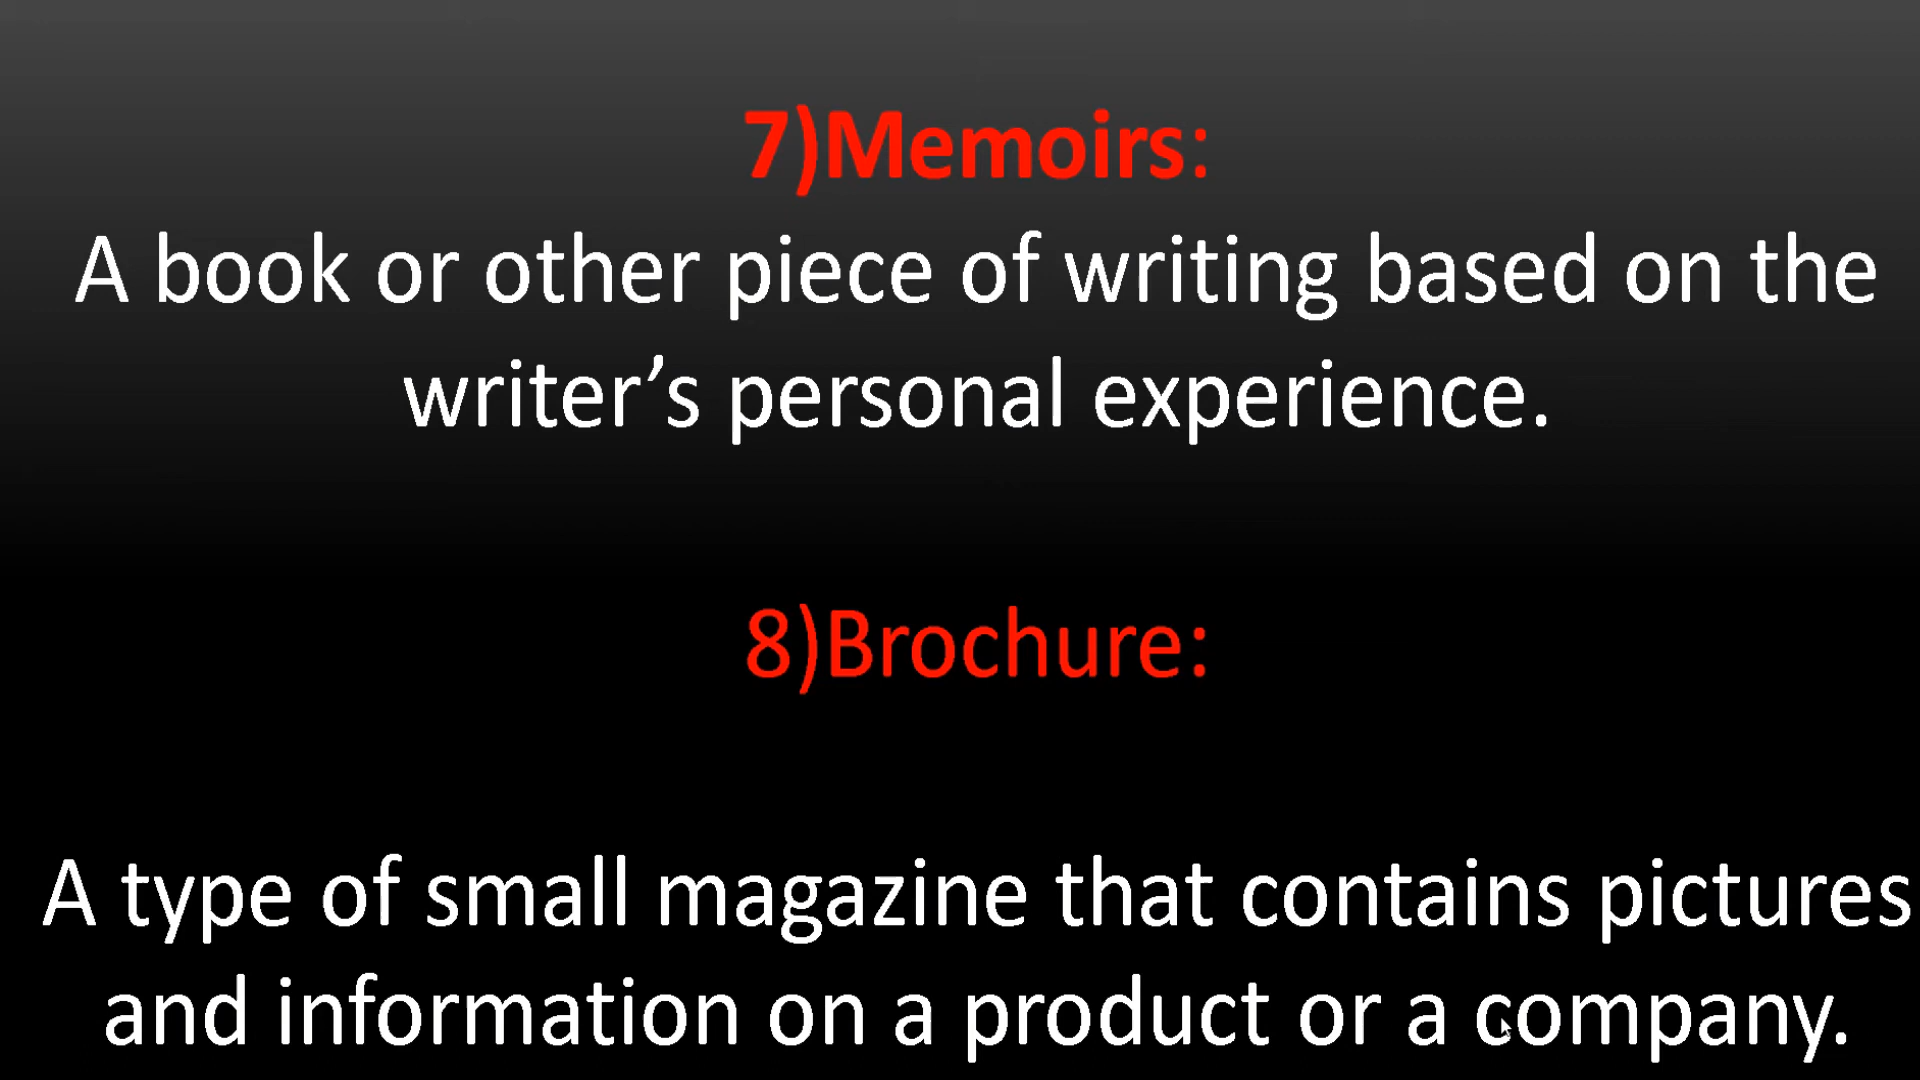 7)Memoirs:
A book or other piece of writing based on the
writer’s personal experience.
8)Brochure:
A type of small magazine that contains pictures
and information on a product or a company.